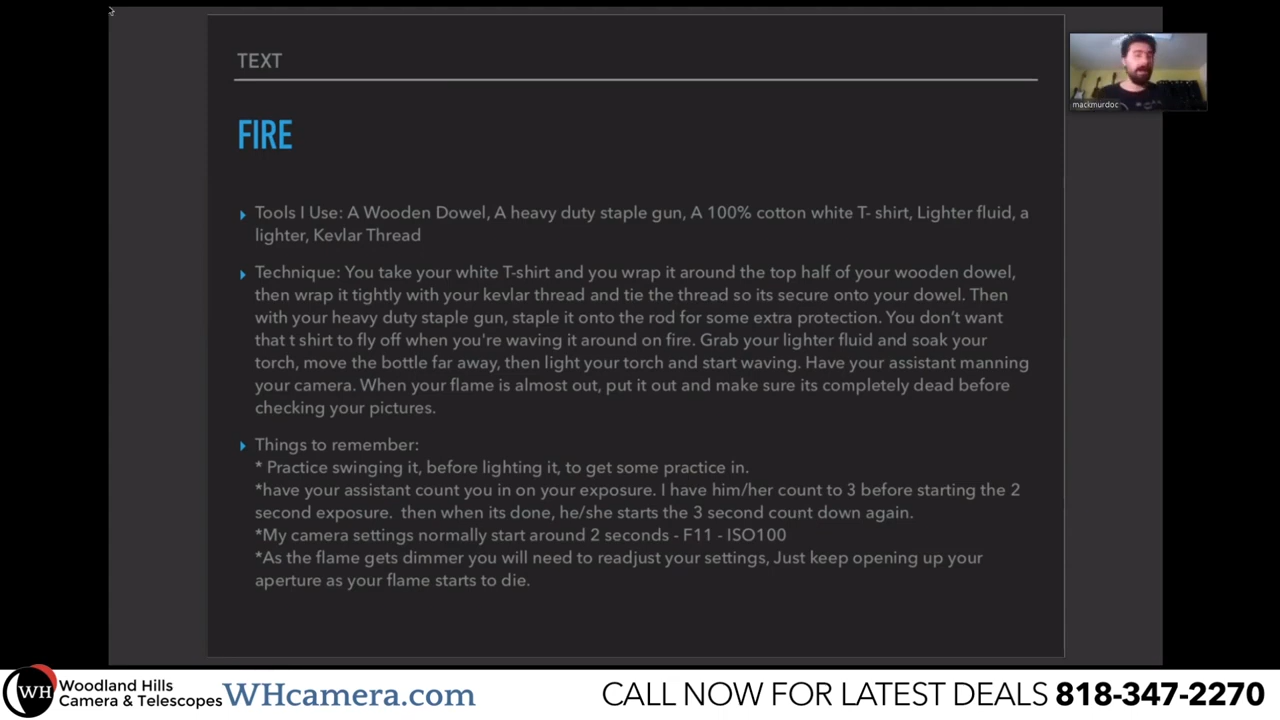 TEXT
mackmurdoc
FIRE
Tools I Use: A Wooden Dowel, A heavy duty staple gun, A 100% cotton white T- shirt, Lighter fluid, a
lighter, Kevlar Thread
Technique: You take your white T-shirt and you wrap it around the top half of your wooden dowel,
then wrap it tightly with your kevlar thread and tie the thread so its secure onto your dowel. Then
with your heavy duty staple gun, staple it onto the rod for some extra protection. You don't want
that t shirt to fly off when you're waving it around on fire. Grab your lighter fluid and soak your
torch, move the bottle far away, then light your torch and start waving. Have your assistant manning
your camera. When your flame is almost out, put it out and make sure its completely dead before
checking your pictures.
Things to remember:
* Practice swinging it, before lighting it, to get some practice in.
*have your assistant count you in on your exposure. I have him/her count to 3 before starting the 2
second exposure. then when its done, he/she starts the 3 second count down again.
*My camera settings normally start around 2 seconds - F11 - ISO100
*As the flame gets dimmer you will need to readjust your settings, Just keep opening up your
aperture as your flame starts to die.
WH Woodland Hills
Camera & Telescopes
WHcamera.com
CALL NOW FOR LATEST DEALS 818-347-2270